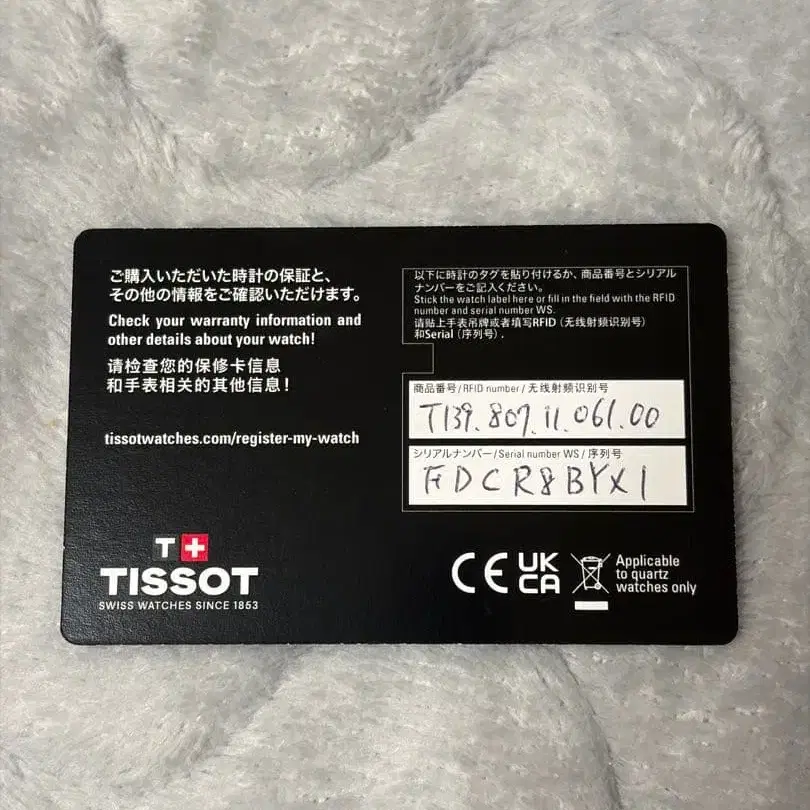 ご購入いただいた時計の保証と、
その他の情報をご確認いただけます。
Check your warranty information and
other details about your watch!
请检查您的保修卡信息
和手表相关的其他信息！
tissotwatches.com/register-my-watch
T+
TISSOT
SWISS WATCHES SINCE 1853
以下に時計のタグを貼り付けるか、商品番号とシリアル
ナンバーをご記入ください。
Stick the watch label here or fill in the field with the RFID
number and serial number WS.
请贴上手表吊牌或者填写RFID（无线射频识别号）
和Serial（序列号）.
商品番号/RFID number/无线射频识别号
T139.807.11.061.00
シリアルナンバー/Serial number WS/序列号
FDCR8BYX1
CE UK
CA
Applicable
to quartz
watches only